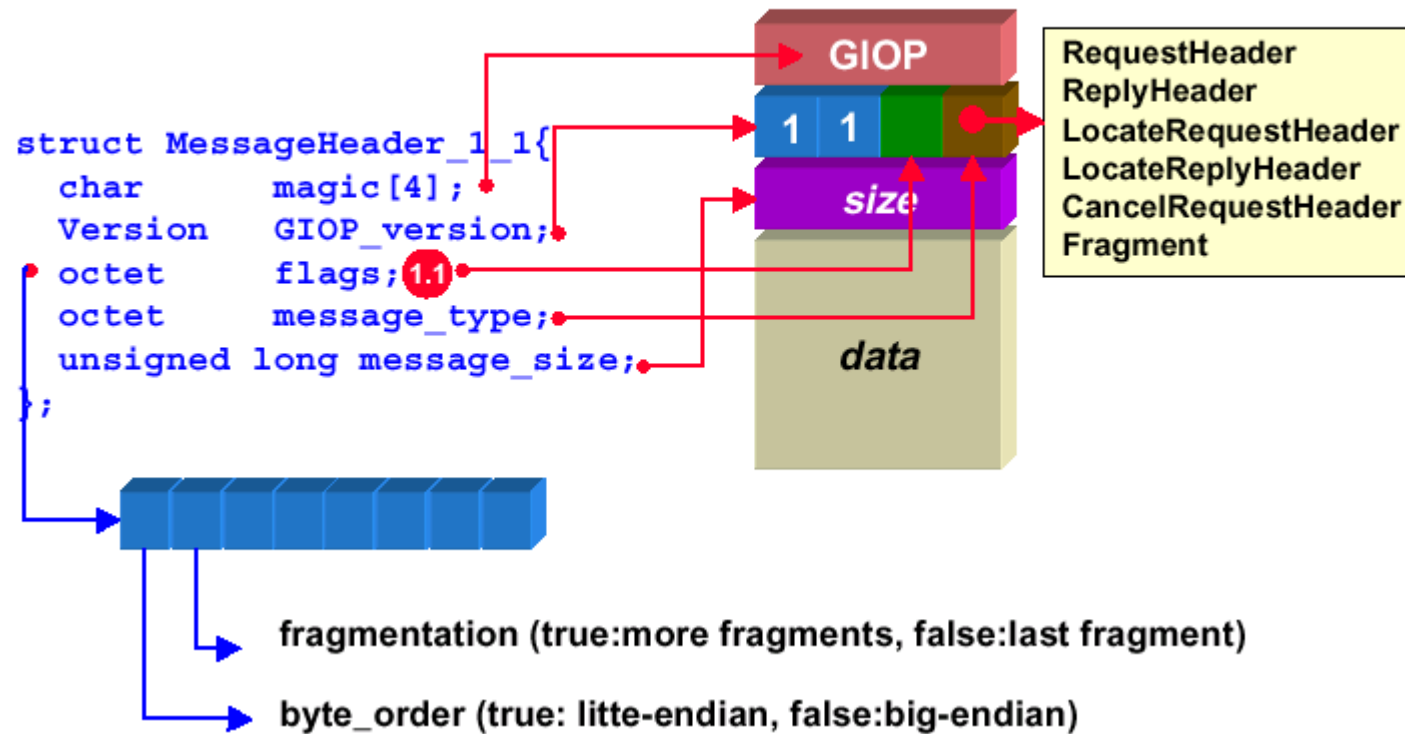 struct MessageHeader_1_1{
char magic[4];
Version GIOP_version;
octet flags; 1.1
octet message_type;
unsigned long message_size;
};
GIOP
1 1
size
data
RequestHeader
ReplyHeader
LocateRequestHeader
LocateReplyHeader
CancelRequestHeader
Fragment
fragmentation (true:more fragments, false:last fragment)
byte_order (true: litte-endian, false:big-endian)